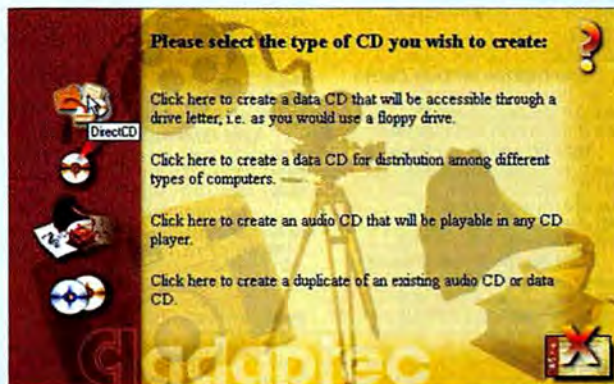 Please select the type of CD you wish to create:
Click here to create a data CD that will be accessible through a
drive letter, i.e. as you would use a floppy drive.
DirectCD
Click here to create a data CD for distribution among different
types of computers.
Click here to create an audio CD that will be playable in any CD
player.
Click here to create a duplicate of an existing audio CD or data
CD.
adaptec